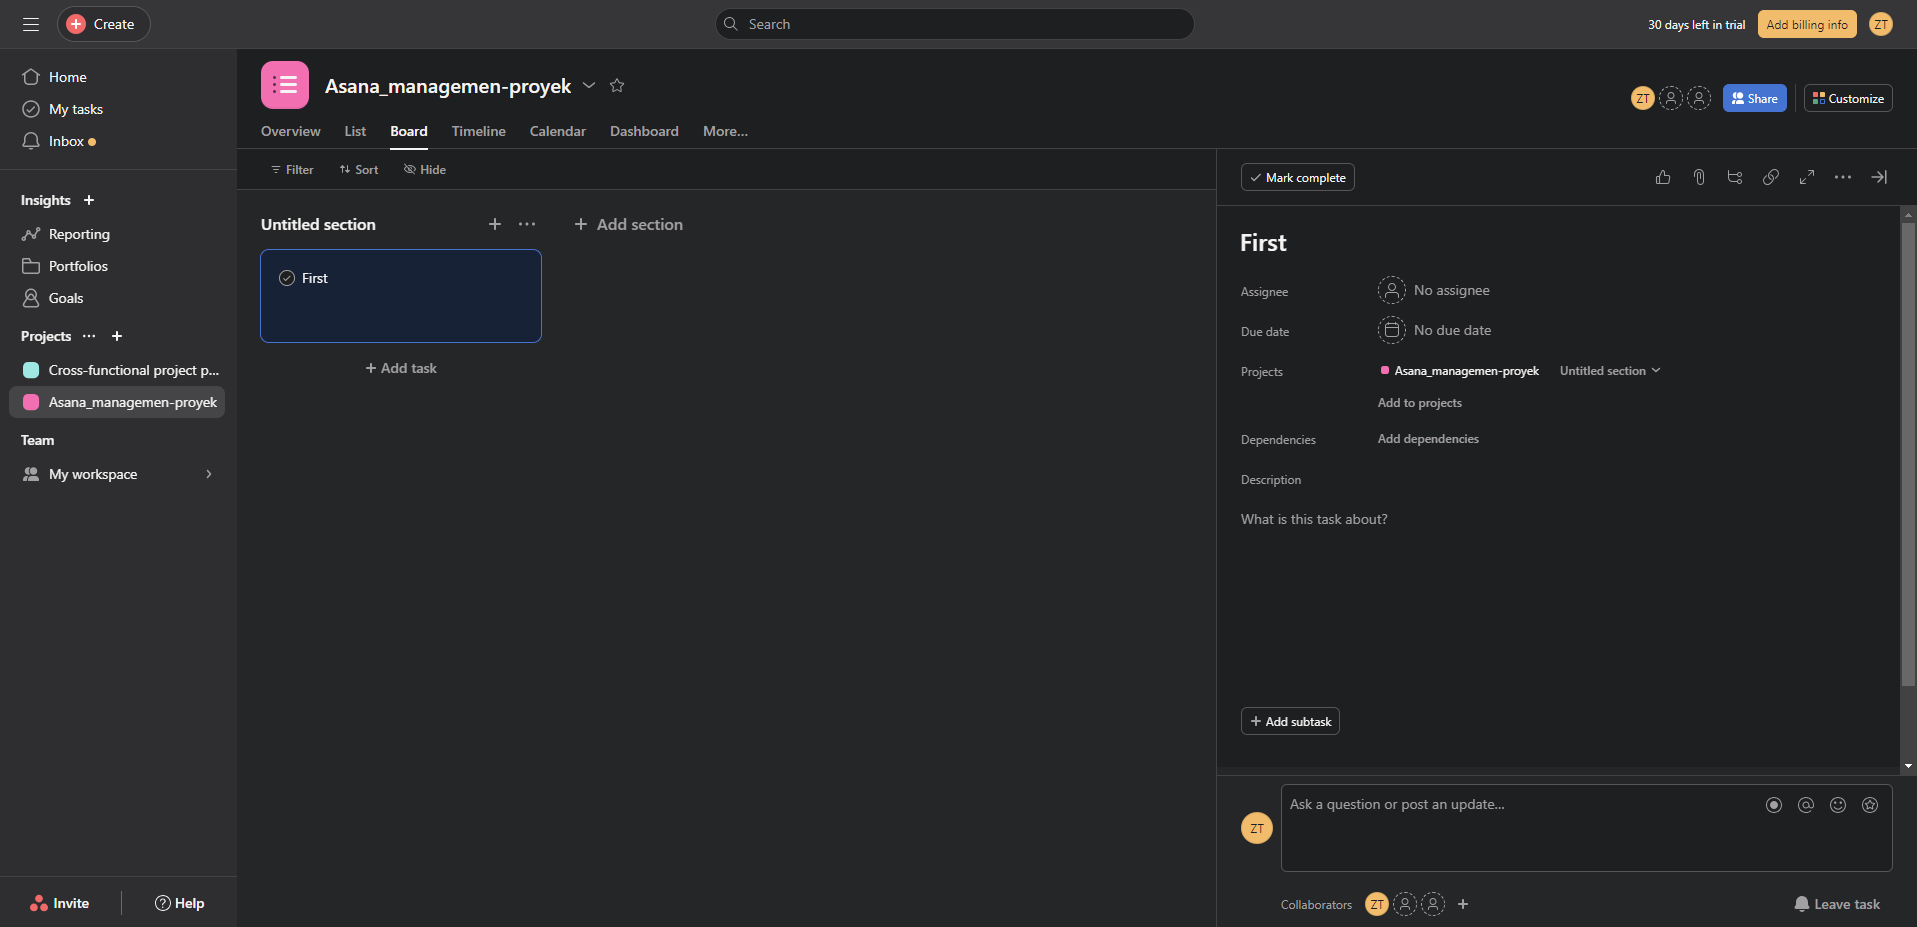 Create
Search
30 days left in trial
Add billing info
ZT
Home
My tasks
Inbox
Insights
Reporting
Portfolios
Goals
Projects
Cross-functional project p...
Asana_managemen-proyek
Team
My workspace
Invite
Help
Asana_managemen-proyek
ZT
Share
Customize
Overview List Board Timeline Calendar Dashboard More...
Filter Sort Hide
Untitled section
Add section
First
Add task
Mark complete
First
Assignee No assignee
Due date No due date
Projects Asana_managemen-proyek Untitled section
Add to projects
Dependencies Add dependencies
Description
What is this task about?
Add subtask
ZT
Ask a question or post an update...
Collaborators ZT
Leave task